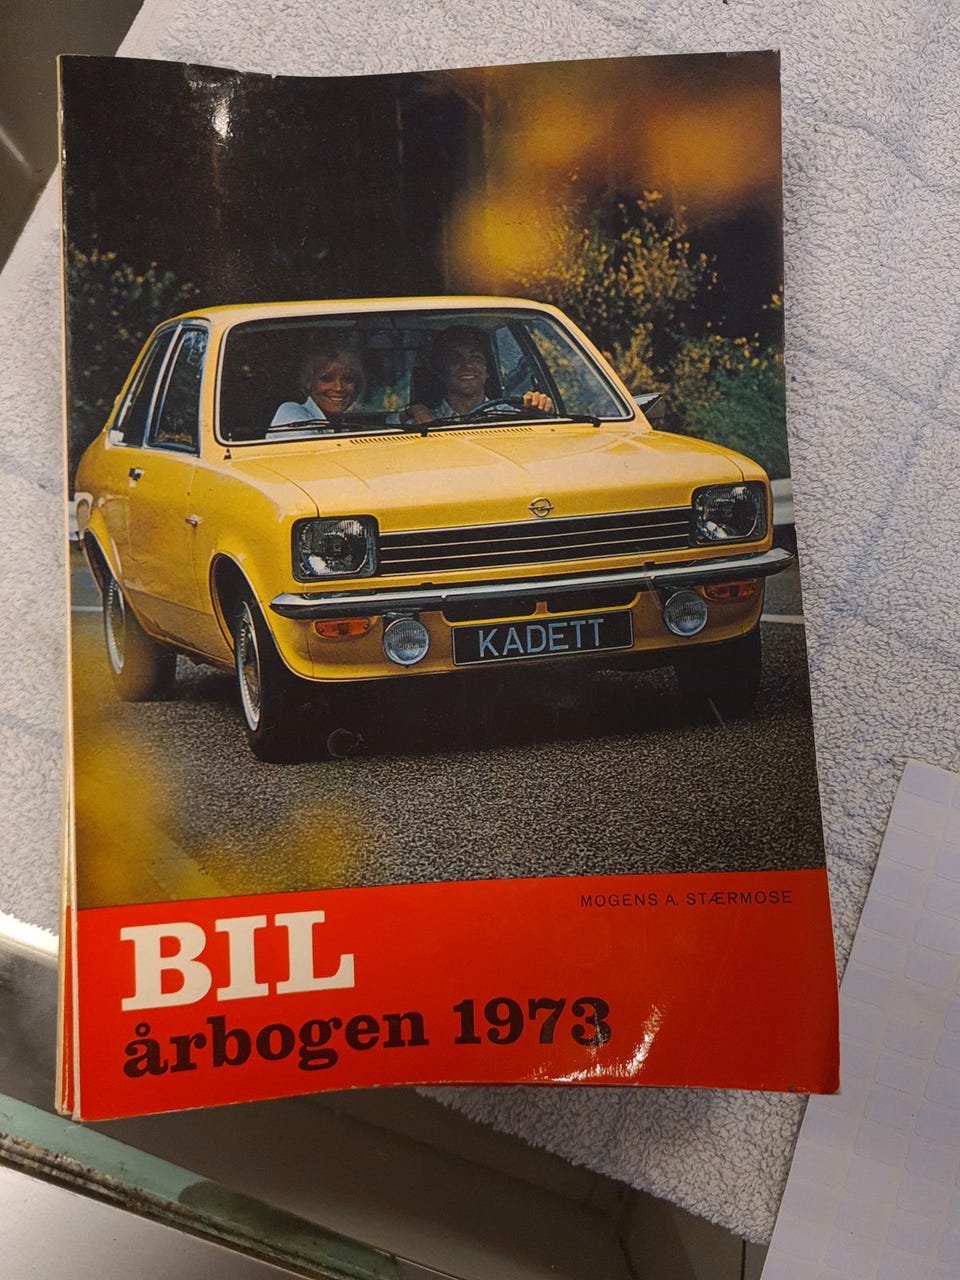 KADETT
MOGENS A. STÆRMOSE
BIL
årbogen 1973